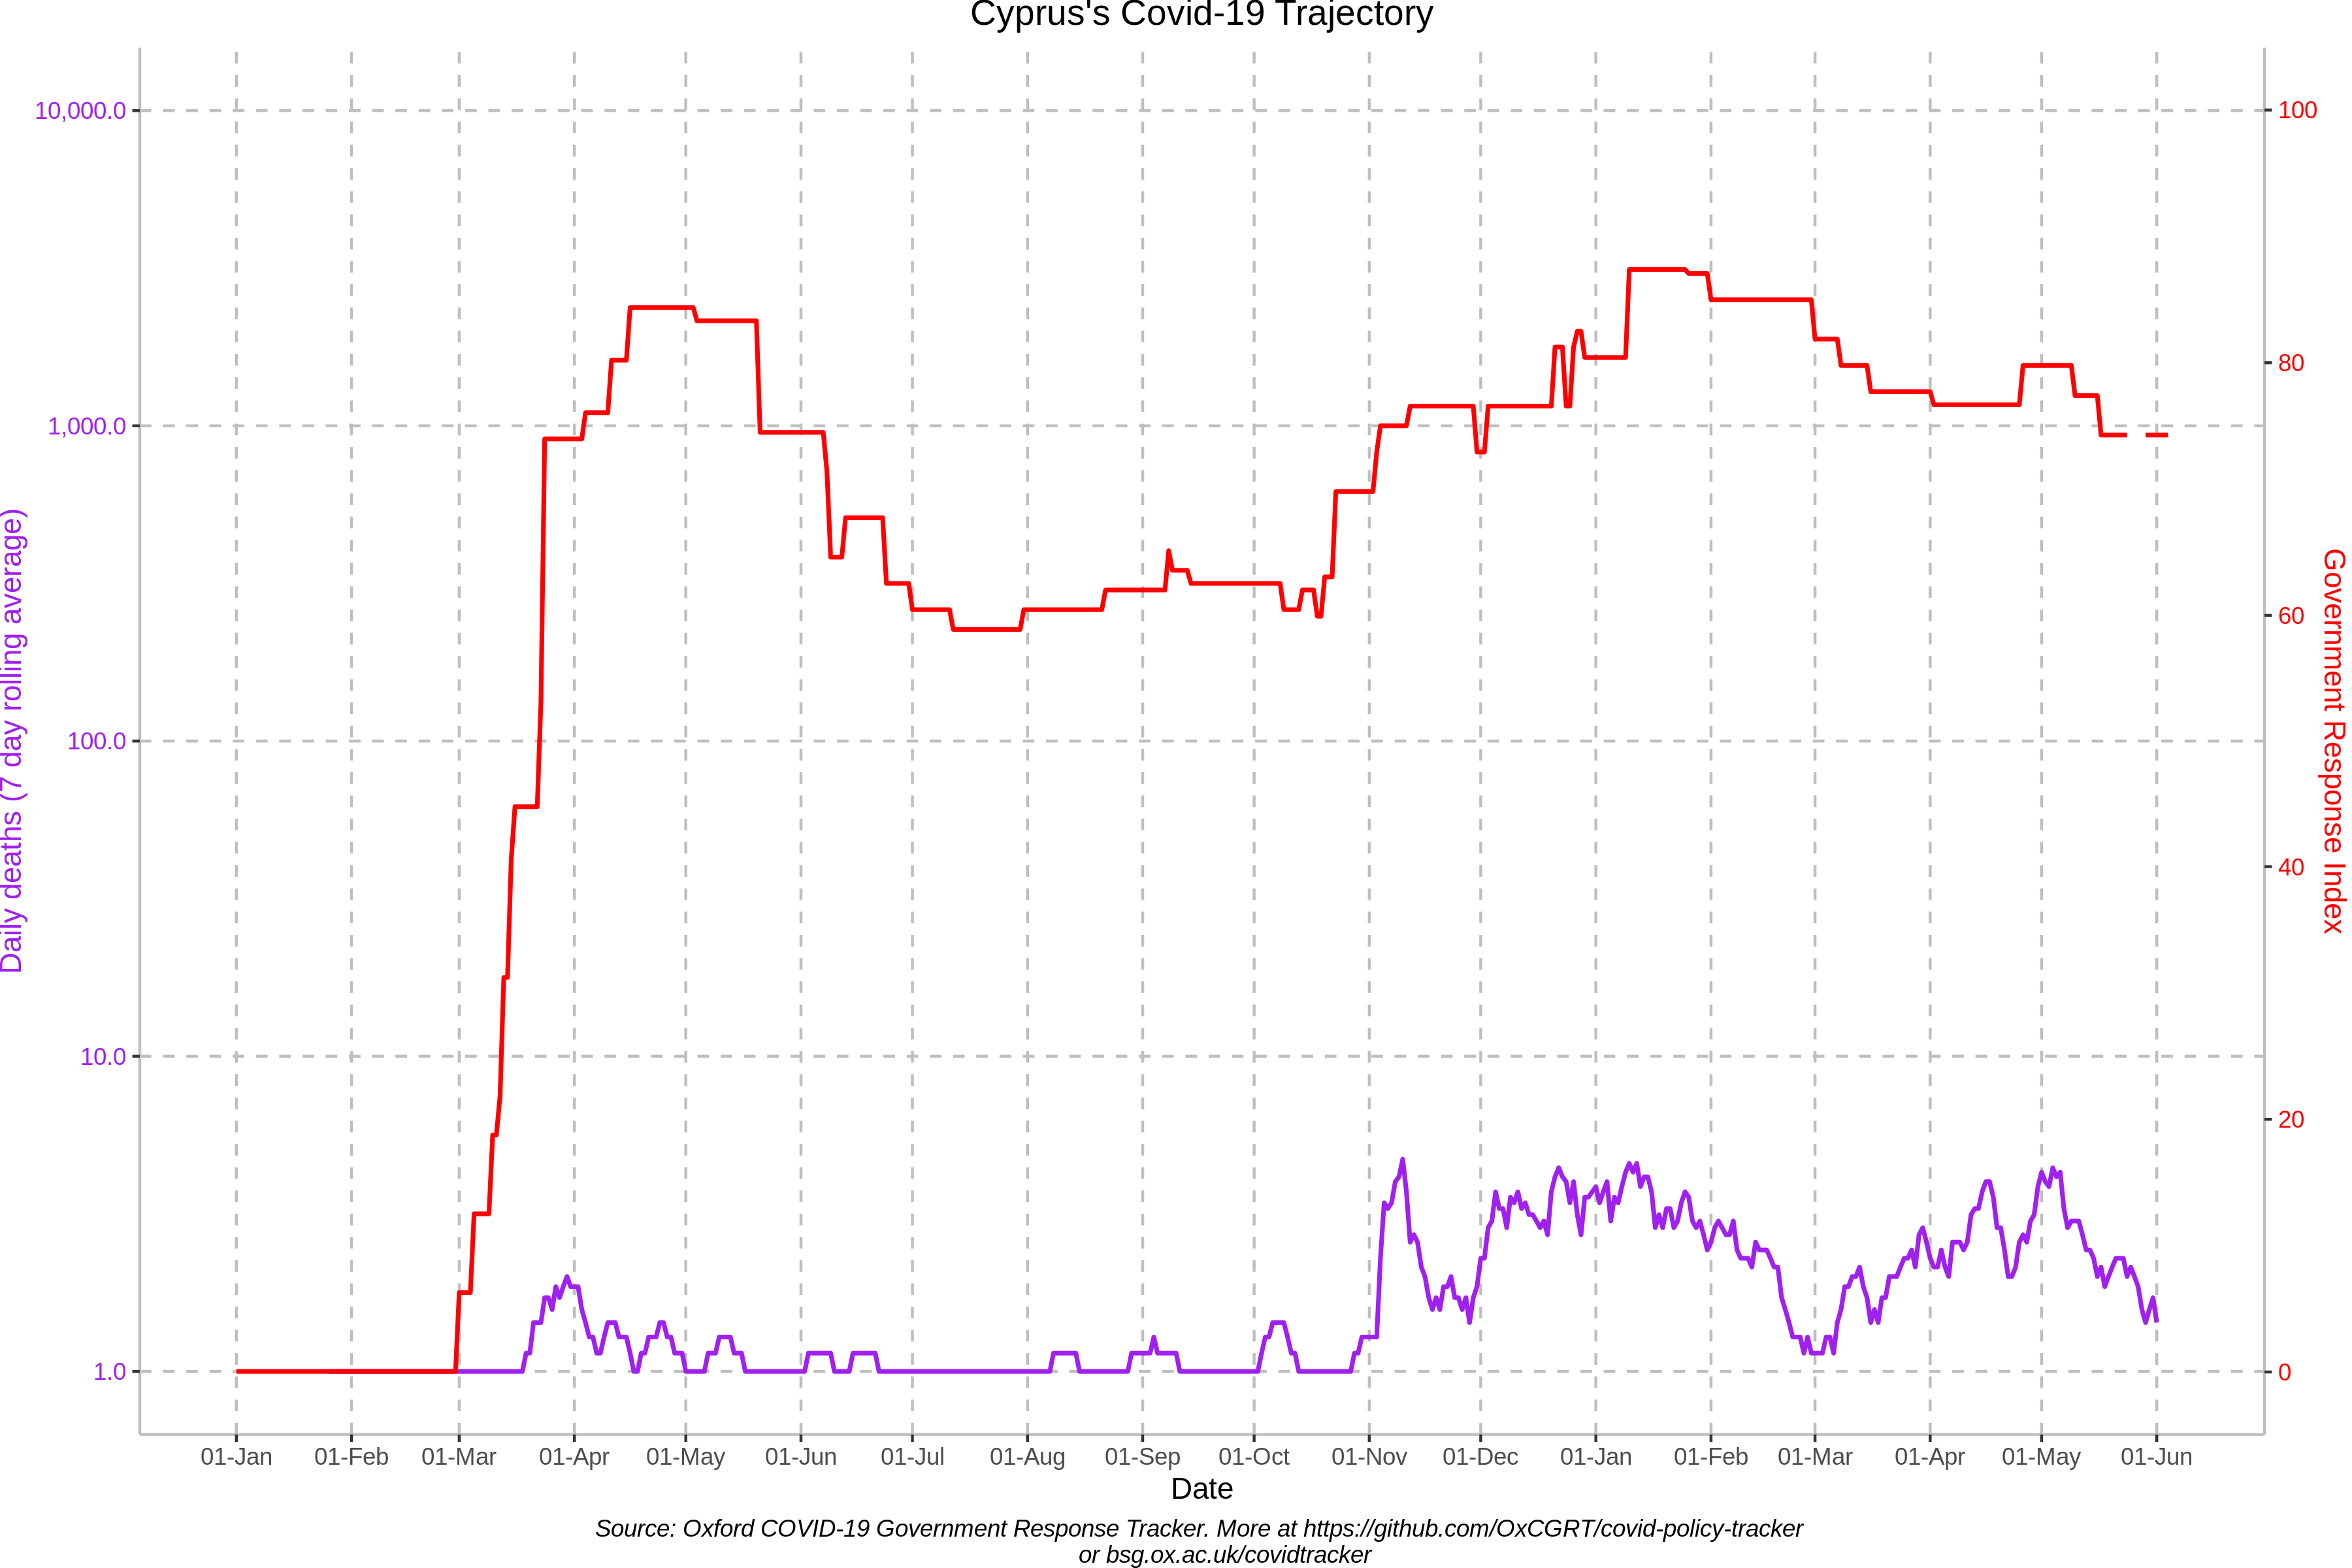 Cyprus's Covid-19 Trajectory
10,000.0
1,000.0
100.0
10.0
1.0
Daily deaths (7 day rolling average)
100
80
60
40
20
0
Government Response Index
01-Jan 01-Feb 01-Mar 01-Apr 01-May 01-Jun 01-Jul 01-Aug 01-Sep 01-Oct 01-Nov 01-Dec 01-Jan 01-Feb 01-Mar 01-Apr 01-May 01-Jun
Date
Source: Oxford COVID-19 Government Response Tracker. More at https://github.com/OxCGRT/covid-policy-tracker
or bsg.ox.ac.uk/covidtracker